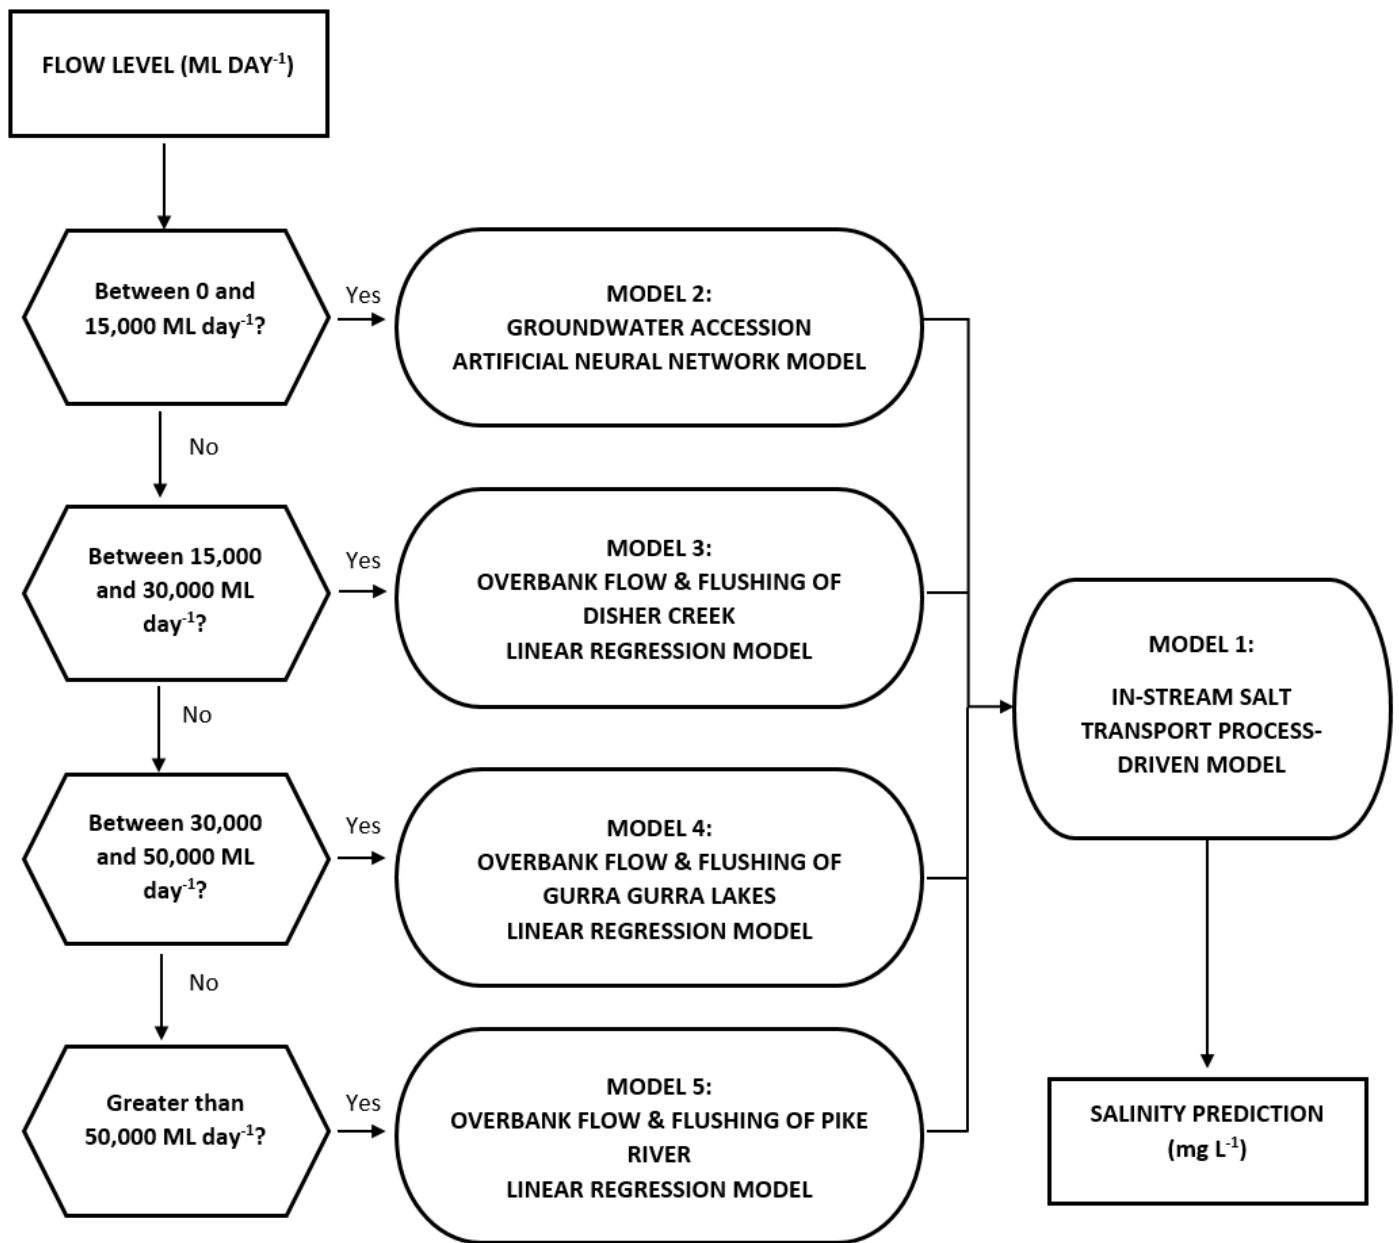 FLOW LEVEL (ML DAY⁻¹)
Between 0 and
15,000 ML day⁻¹?
Yes
MODEL 2:
GROUNDWATER ACCESSION
ARTIFICIAL NEURAL NETWORK MODEL
No
Between 15,000
and 30,000 ML
day⁻¹?
Yes
MODEL 3:
OVERBANK FLOW & FLUSHING OF
DISHER CREEK
LINEAR REGRESSION MODEL
No
Between 30,000
and 50,000 ML
day⁻¹?
Yes
MODEL 4:
OVERBANK FLOW & FLUSHING OF
GURRA GURRA LAKES
LINEAR REGRESSION MODEL
No
Greater than
50,000 ML day⁻¹?
Yes
MODEL 5:
OVERBANK FLOW & FLUSHING OF PIKE
RIVER
LINEAR REGRESSION MODEL
MODEL 1:
IN-STREAM SALT
TRANSPORT PROCESS-
DRIVEN MODEL
SALINITY PREDICTION
(mg L⁻¹)